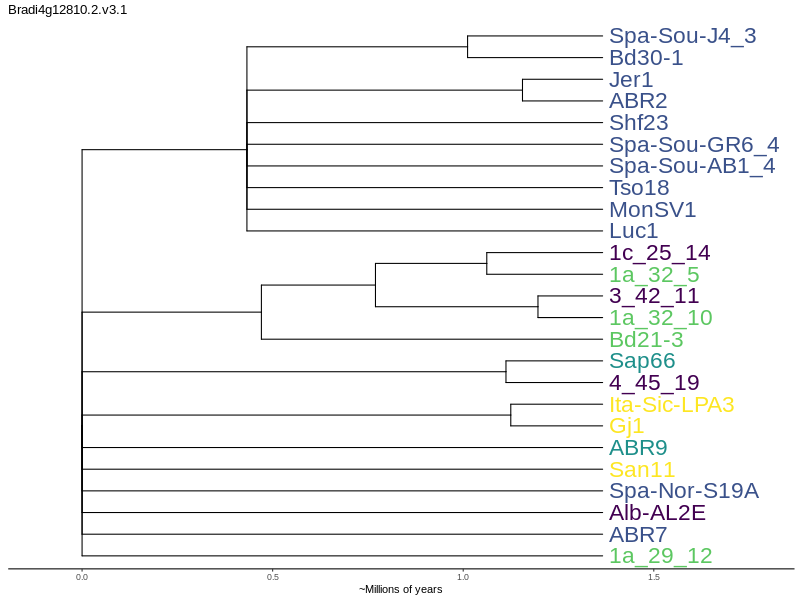 Bradi4g12810.2.v3.1
Spa-Sou-J4_3
Bd30-1
Jer1
ABR2
Shf23
Spa-Sou-GR6_4
Spa-Sou-AB1_4
Tso18
MonSV1
Luc1
1c_25_14
1a_32_5
3_42_11
1a_32_10
Bd21-3
Sap66
4_45_19
Ita-Sic-LPA3
Gj1
ABR9
San11
Spa-Nor-S19A
Alb-AL2E
ABR7
1a_29_12
0.0 0.5 1.0 1.5
~Millions of years